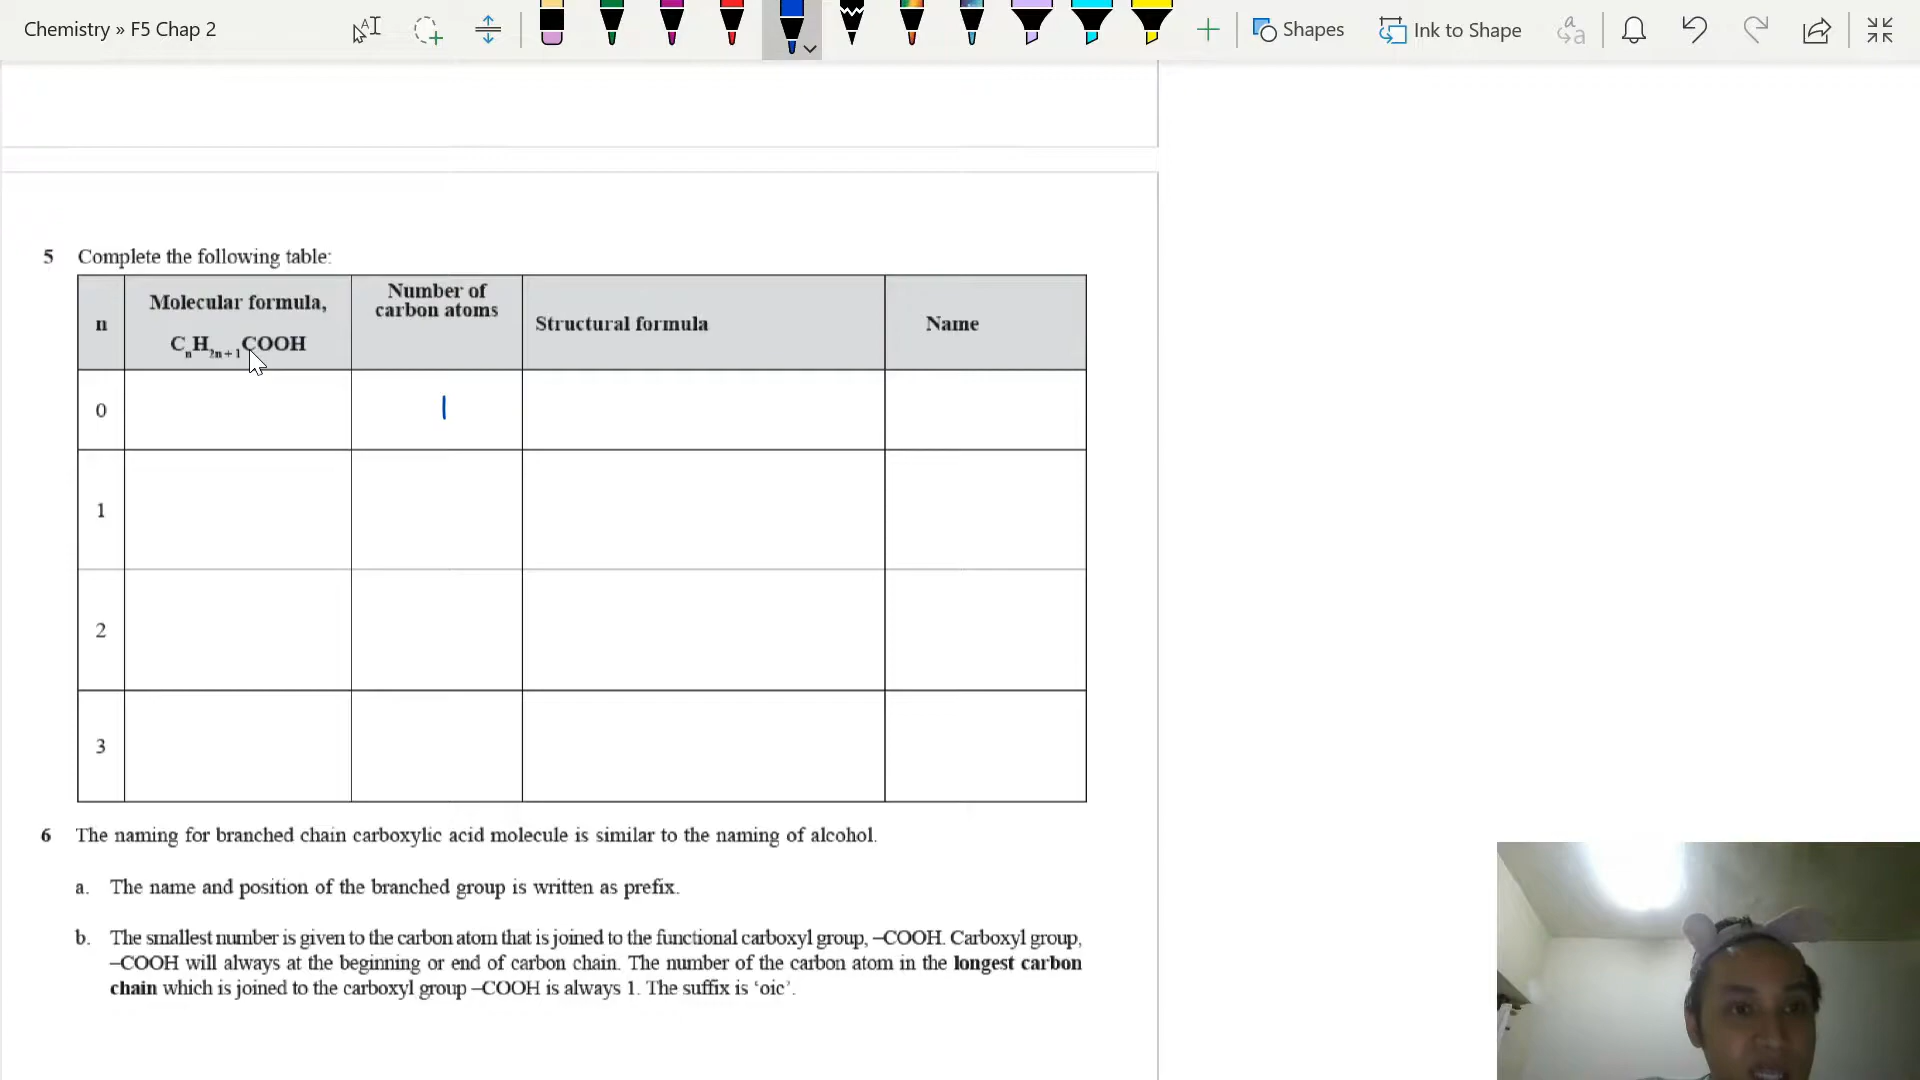 Chemistry » F5 Chap 2
Shapes
Ink to Shape
5 Complete the following table:
n
Molecular formula,
CₙH₂ₙ₊₁COOH
Number of
carbon atoms
Structural formula
Name
0
1
1
2
3
6 The naming for branched chain carboxylic acid molecule is similar to the naming of alcohol.
a. The name and position of the branched group is written as prefix.
b. The smallest number is given to the carbon atom that is joined to the functional carboxyl group, –COOH. Carboxyl group,
–COOH will always at the beginning or end of carbon chain. The number of the carbon atom in the longest carbon
chain which is joined to the carboxyl group –COOH is always 1. The suffix is ‘oic’.